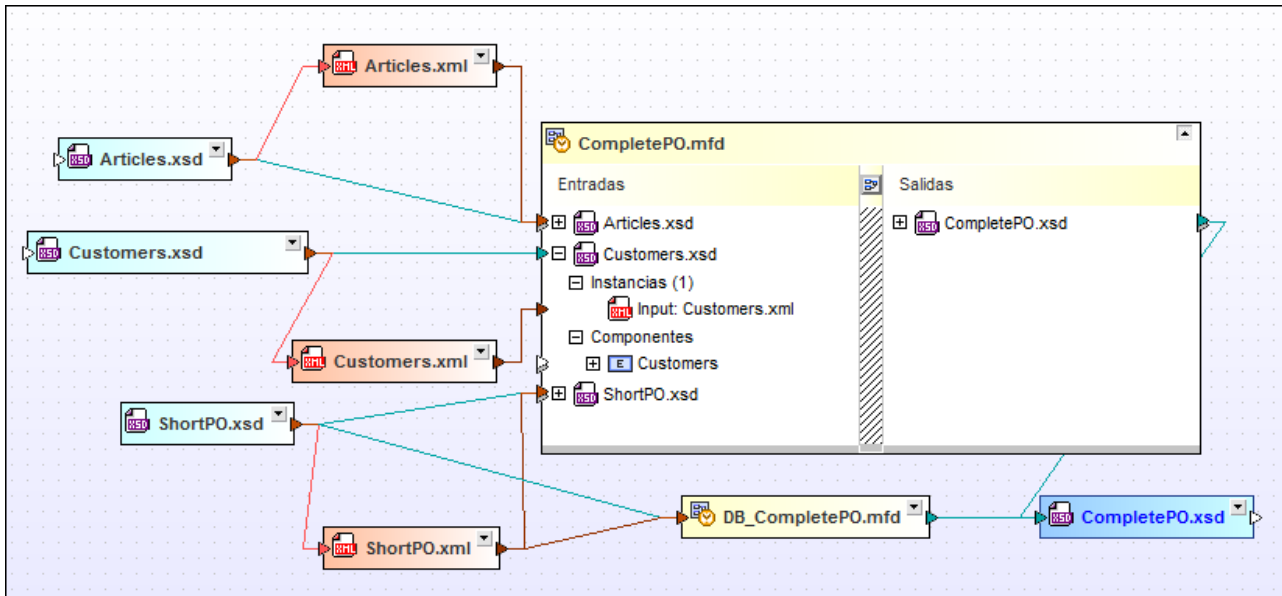 Articles.xml
Articles.xsd
CompletePO.mfd
Entradas
Salidas
Articles.xsd
CompletePO.xsd
Customers.xsd
Customers.xsd
Instancias (1)
Input: Customers.xml
Componentes
Customers.xml
E Customers
ShortPO.xsd
ShortPO.xsd
DB_CompletePO.mfd
CompletePO.xsd
ShortPO.xml